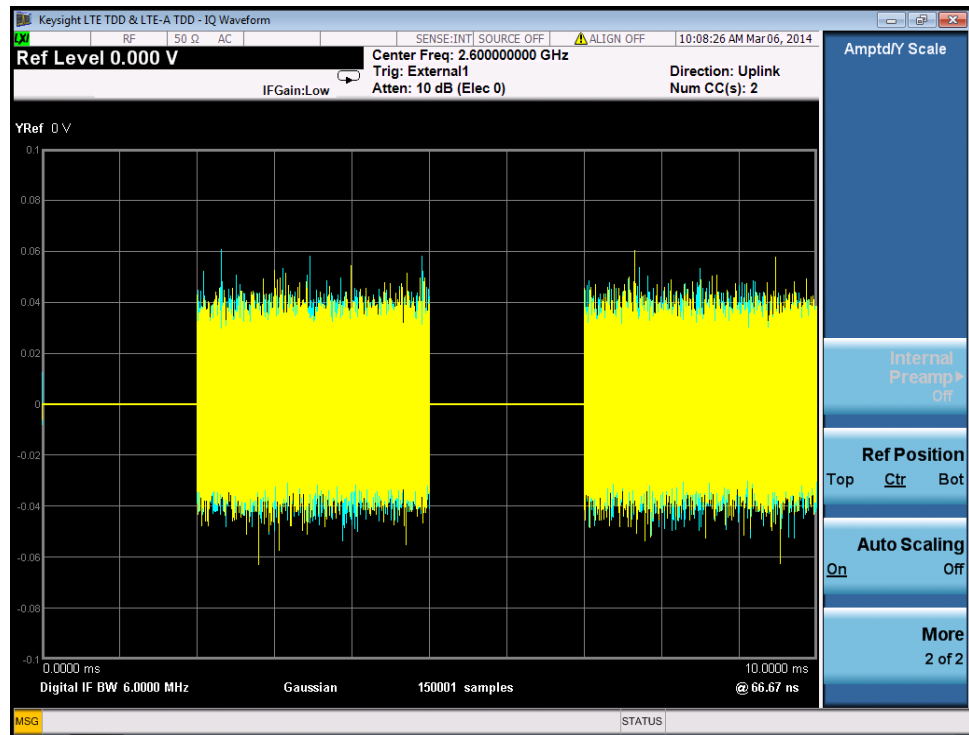 Keysight LTE TDD & LTE-A TDD - IQ Waveform
LXI RF 50 Ω AC SENSE:INT SOURCE OFF ALIGN OFF 10:08:26 AM Mar 06, 2014
Ref Level 0.000 V
Center Freq: 2.600000000 GHz
Trig: External1 Direction: Uplink
IFGain:Low Atten: 10 dB (Elec 0) Num CC(s): 2
Amptd/Y Scale
YRef 0 V
0.1
0.08
0.06
0.04
0.02
0
-0.02
-0.04
-0.06
-0.08
-0.1
0.0000 ms 10.0000 ms
Digital IF BW 6.0000 MHz Gaussian 150001 samples @ 66.67 ns
Internal
Preamp
Off
Ref Position
Top Ctr Bot
Auto Scaling
On Off
More
2 of 2
MSG STATUS